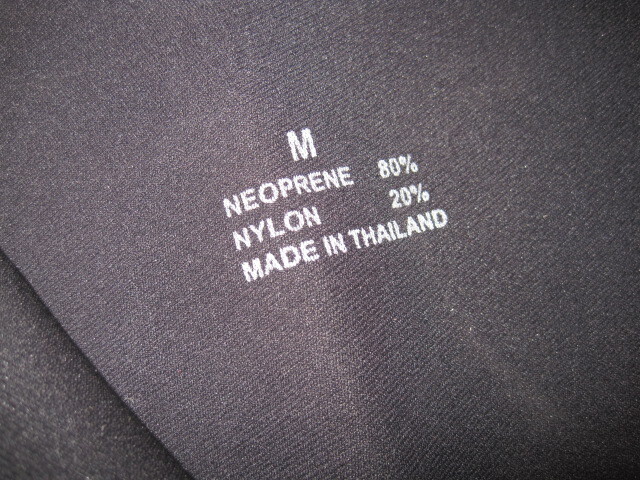 M
NEOPRENE 80%
NYLON 20%
MADE IN THAILAND